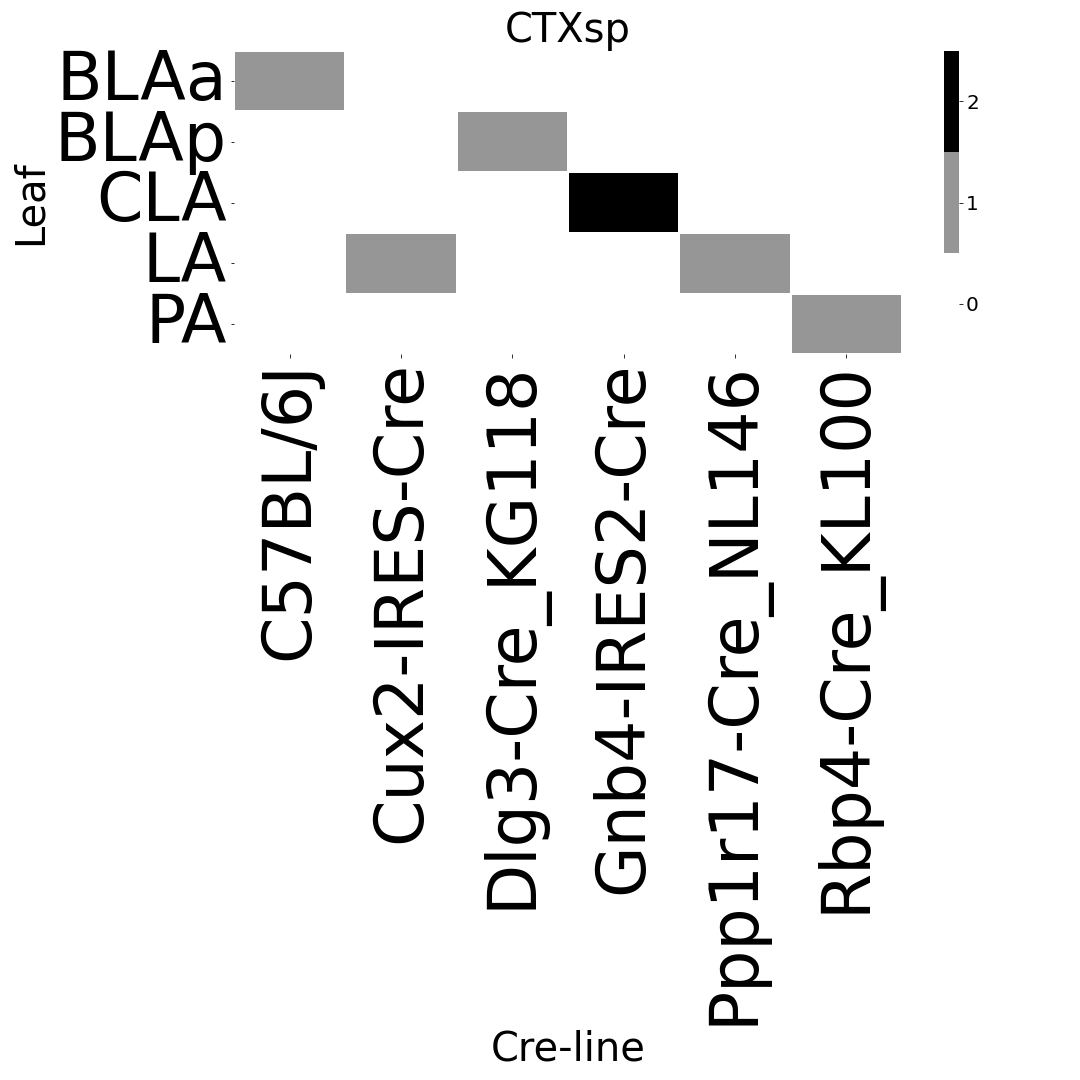 CTXsp
Leaf
BLAa
BLAp
CLA
LA
PA
2
1
0
C57BL/6J
Cux2-IRES-Cre
Dlg3-Cre_KG118
Gnb4-IRES2-Cre
Ppp1r17-Cre_NL146
Rbp4-Cre_KL100
Cre-line